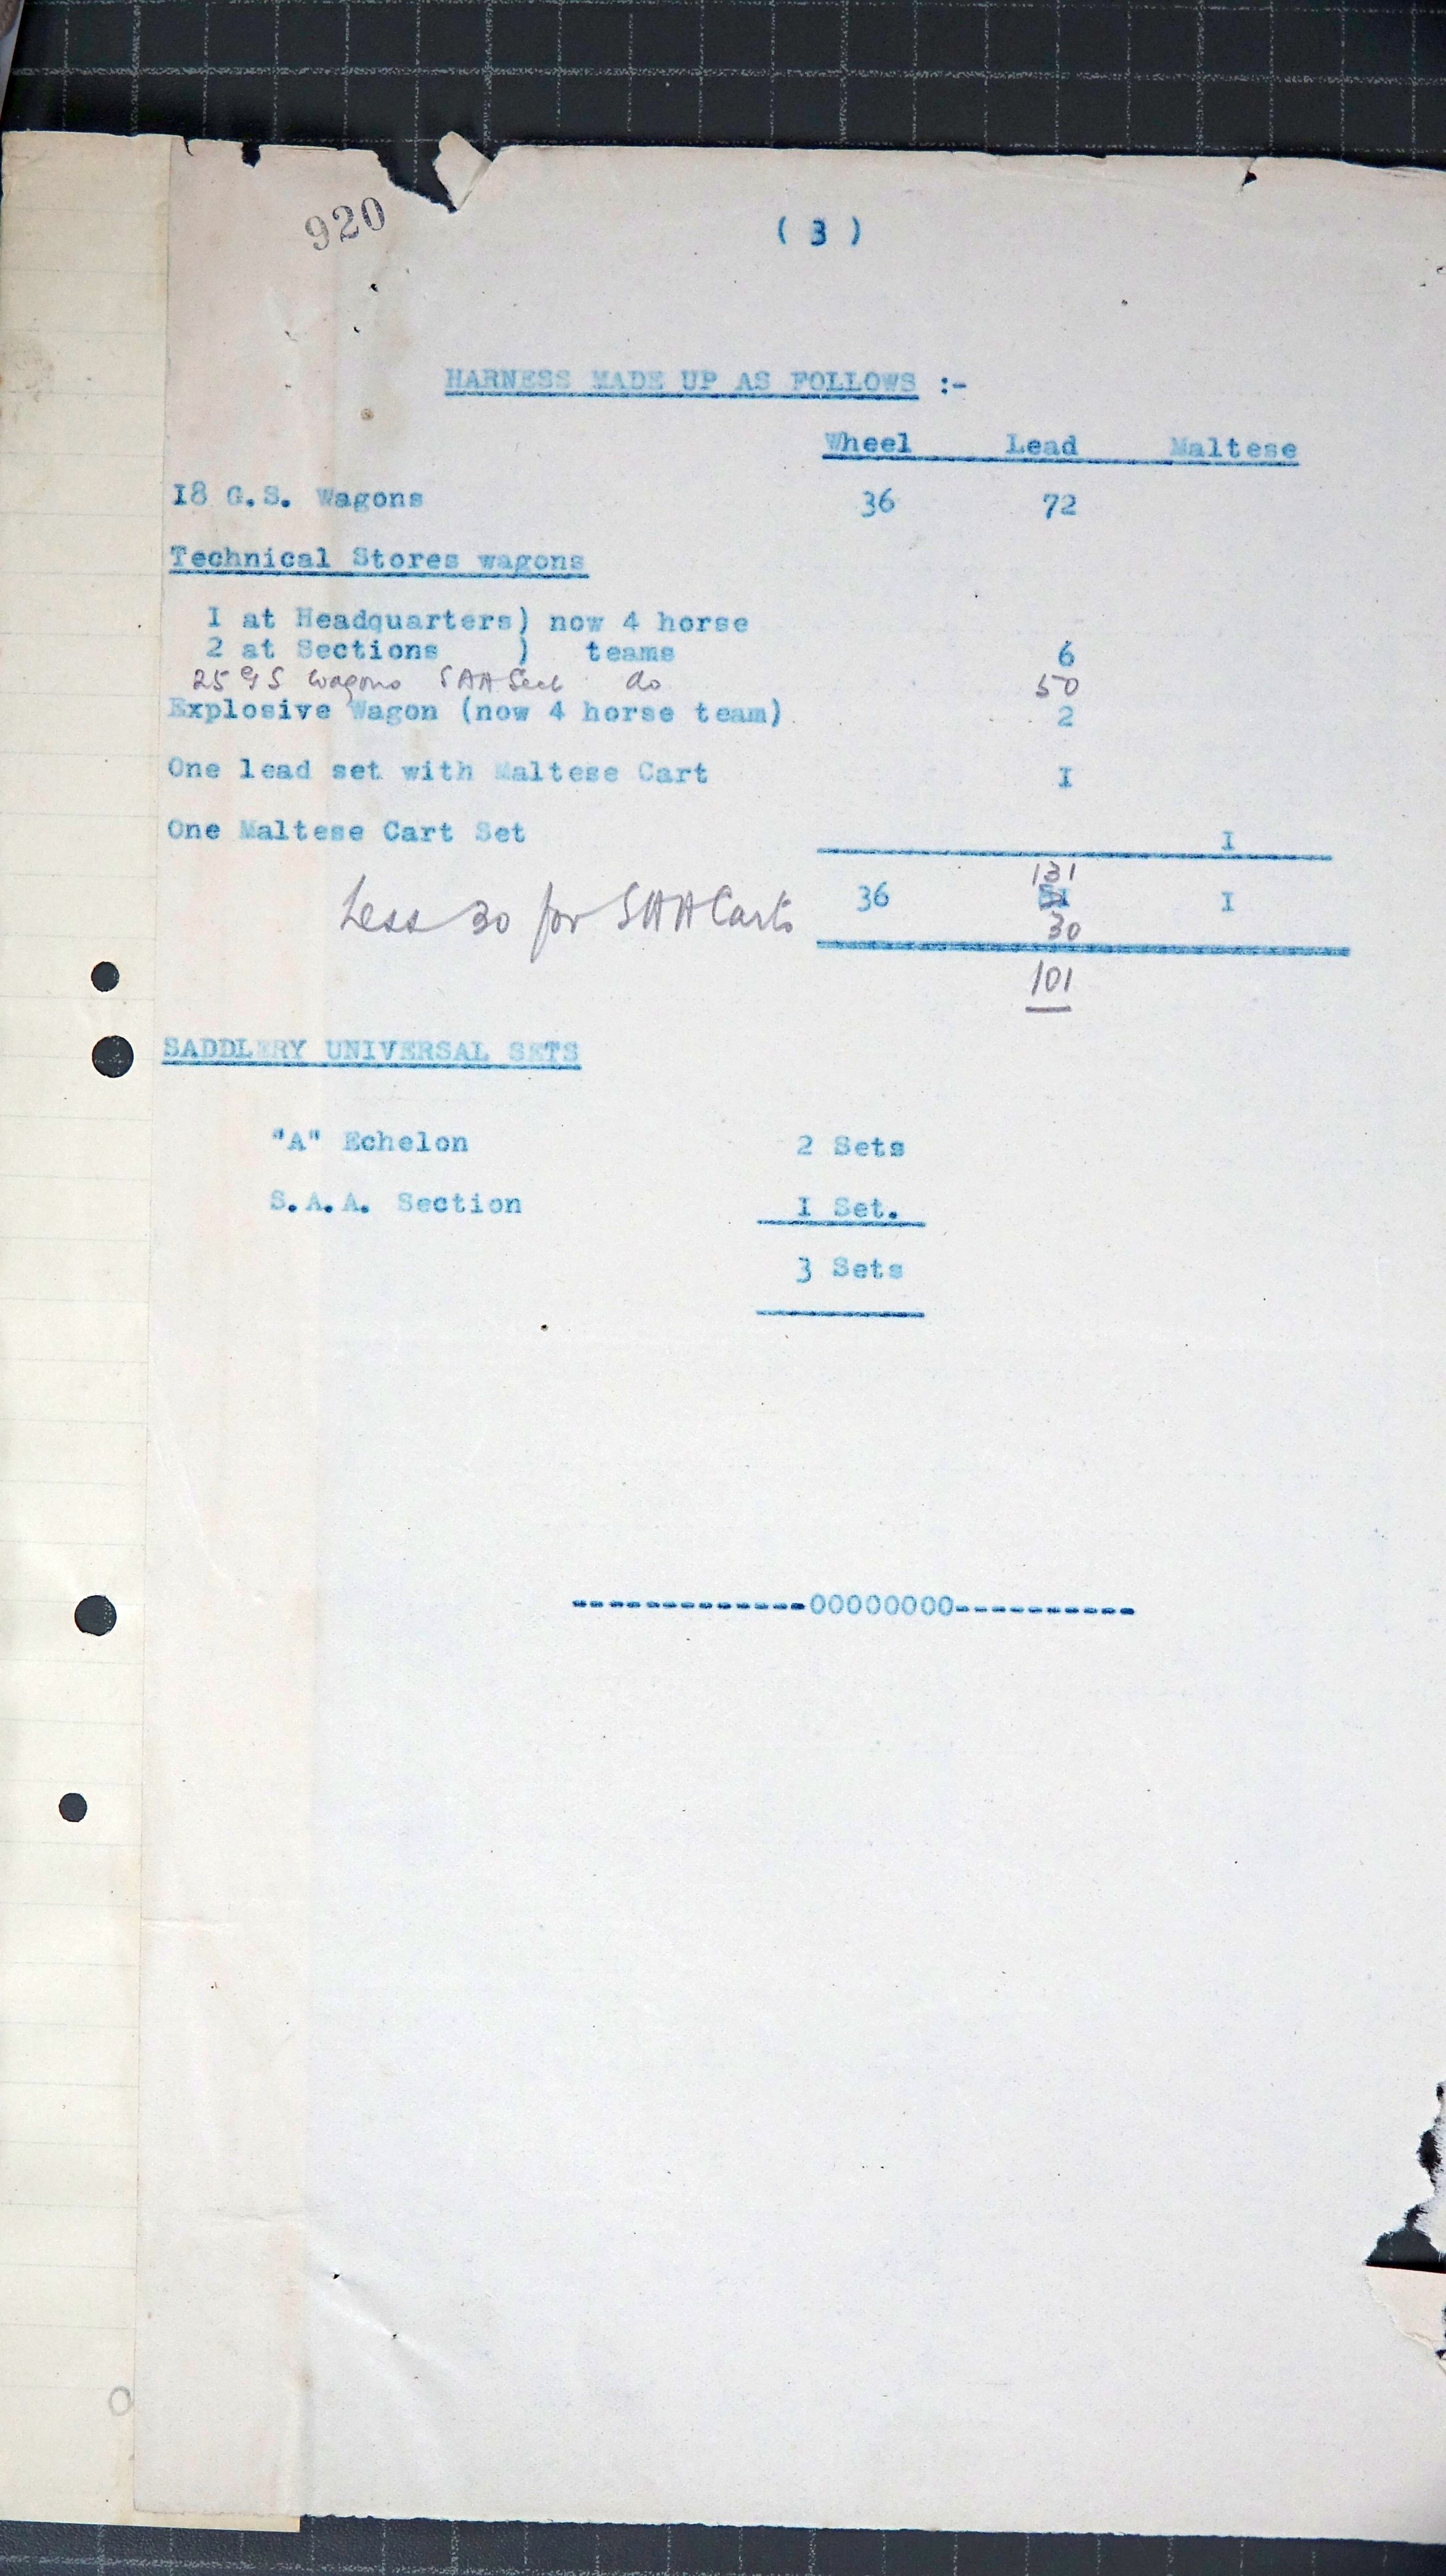 920
( 3 )
HARNESS MADE UP AS FOLLOWS :-
Wheel Lead Maltese
I8 G.S. Wagons 36 72
Technical Stores wagons
I at Headquarters) now 4 horse
2 at Sections ) teams 6
25 GS Wagons SAA Sect do 50
Explosive Wagon (now 4 horse team) 2
One lead set with Maltese Cart I
One Maltese Cart Set I
131
36 81 I
Less 30 for SAA Carts 30
101
SADDLERY UNIVERSAL SETS
"A" Echelon 2 Sets
S.A.A. Section I Set.
3 Sets
-------------OOOOOOOO----------